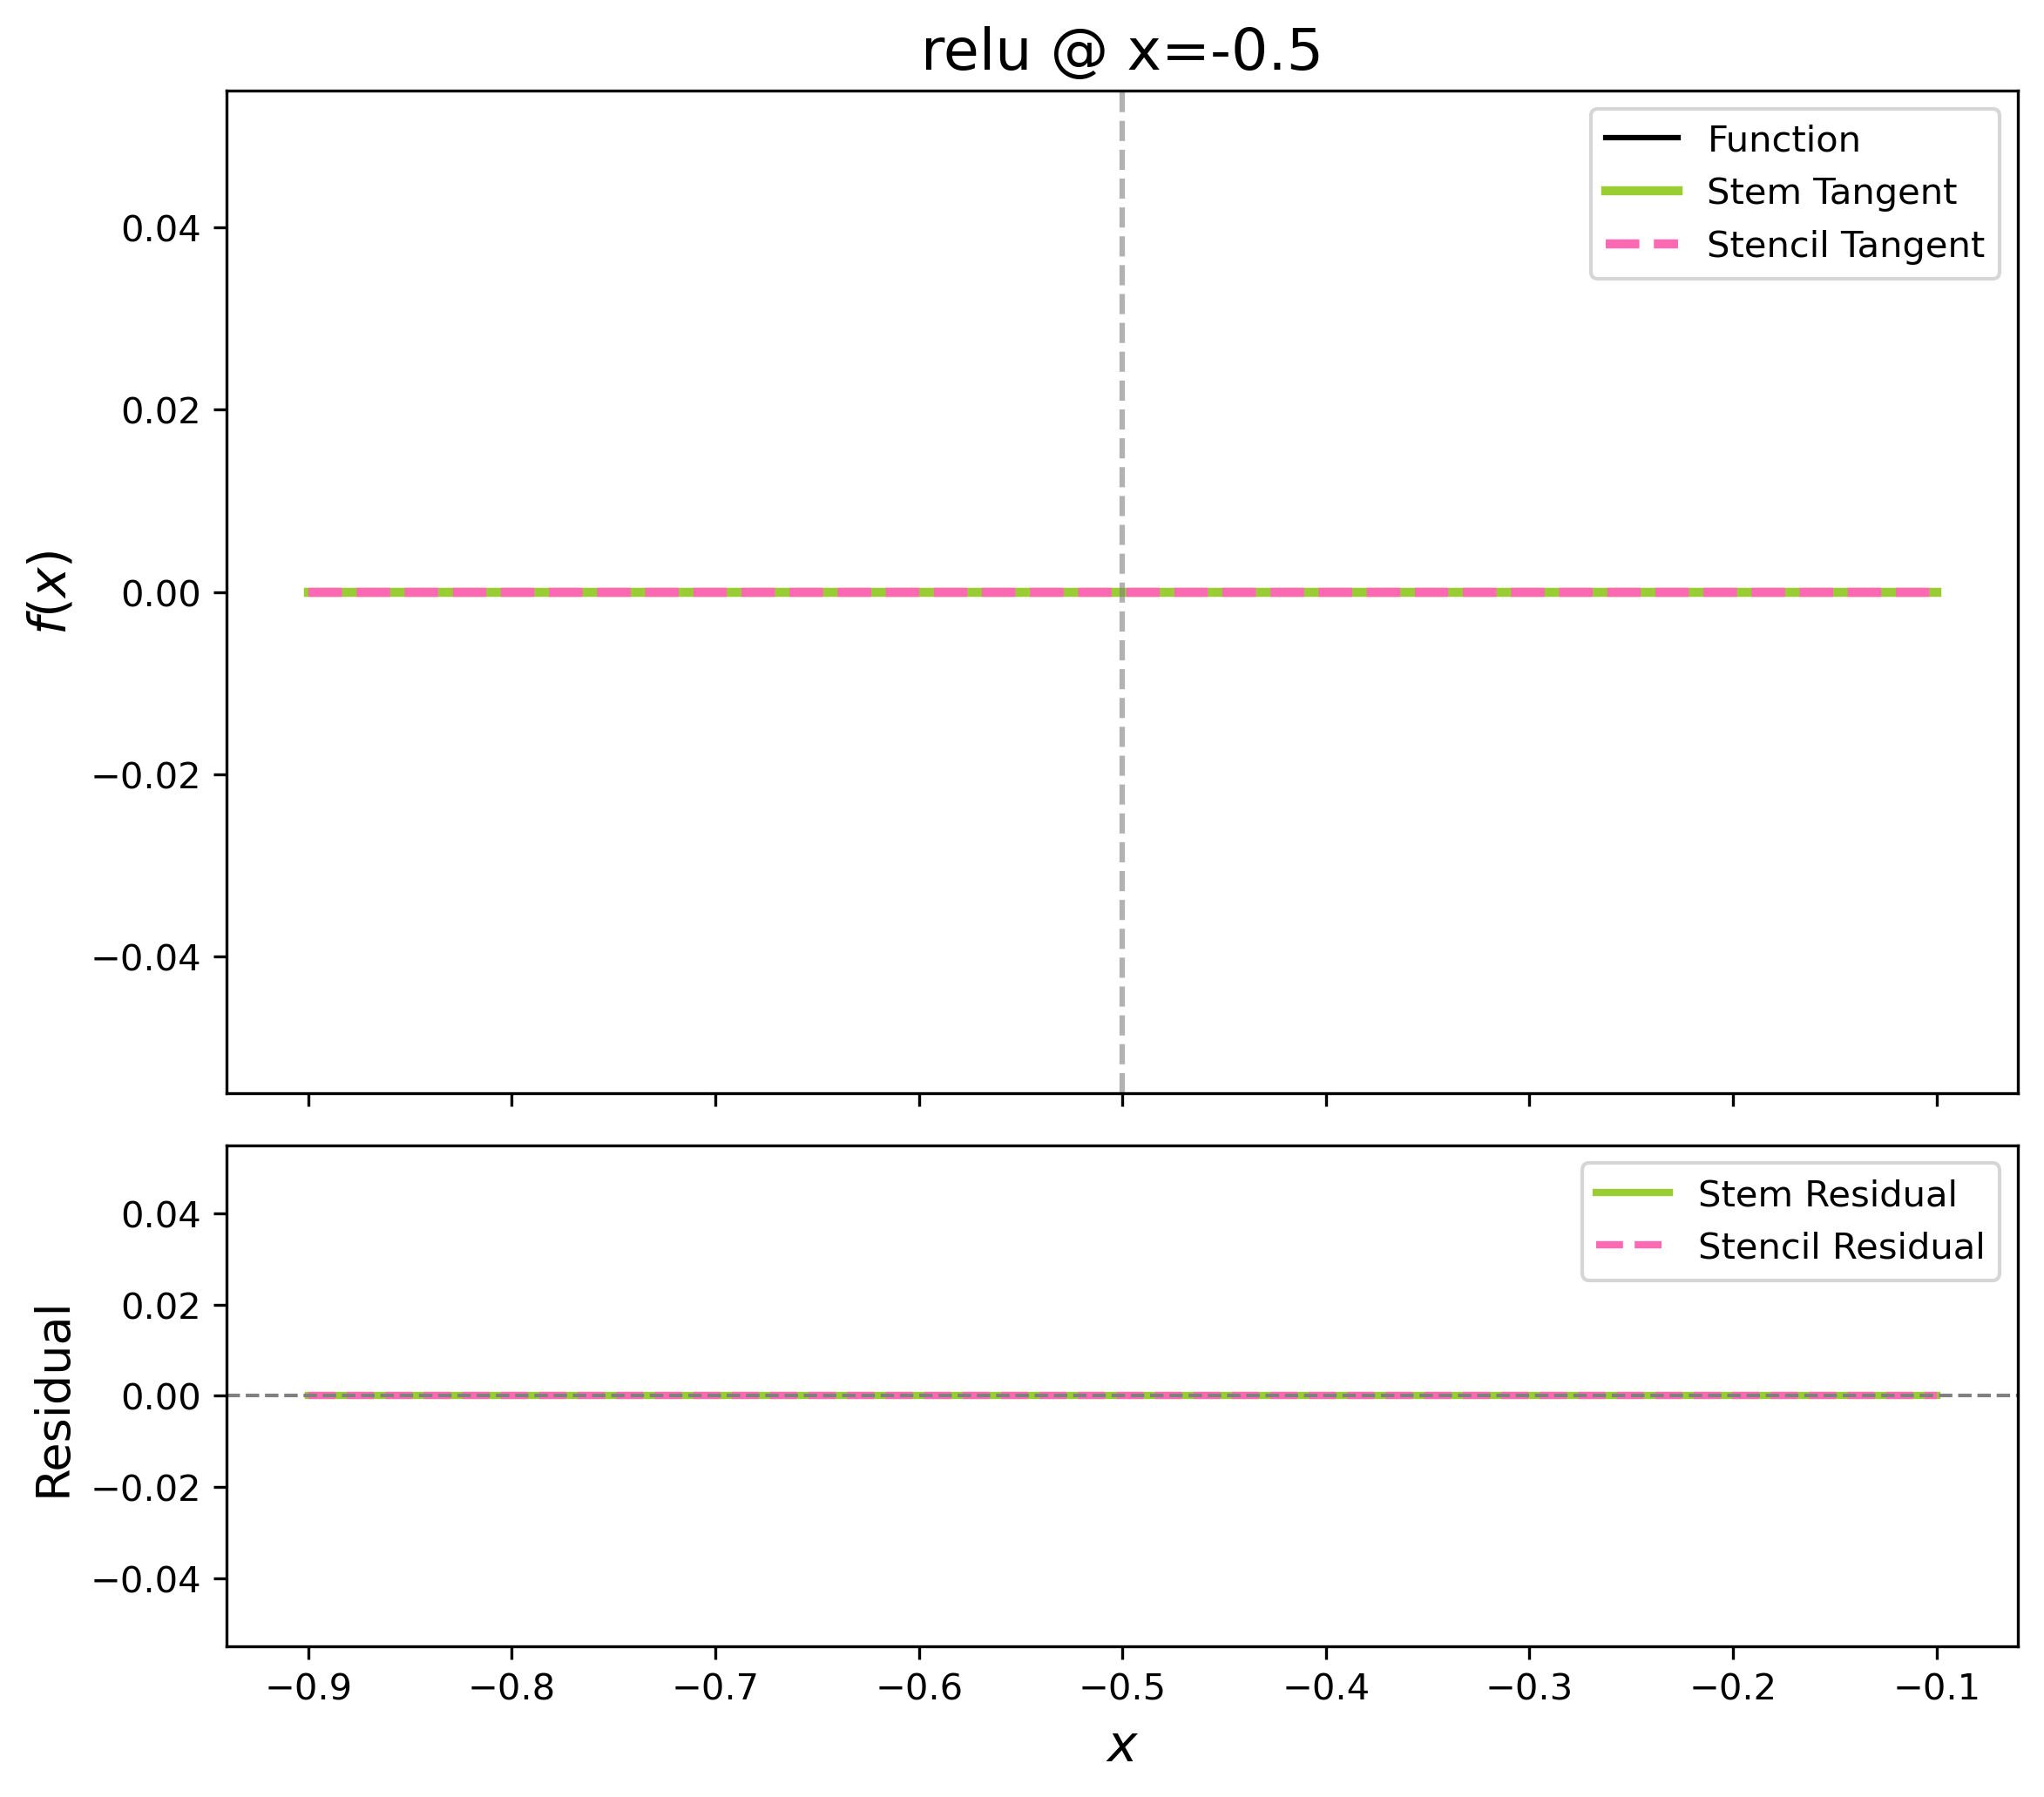 relu @ x=-0.5
Function
Stem Tangent
Stencil Tangent
0.04
0.02
0.00
−0.02
−0.04
f(x)
Stem Residual
Stencil Residual
0.04
0.02
0.00
−0.02
−0.04
Residual
−0.9 −0.8 −0.7 −0.6 −0.5 −0.4 −0.3 −0.2 −0.1
x